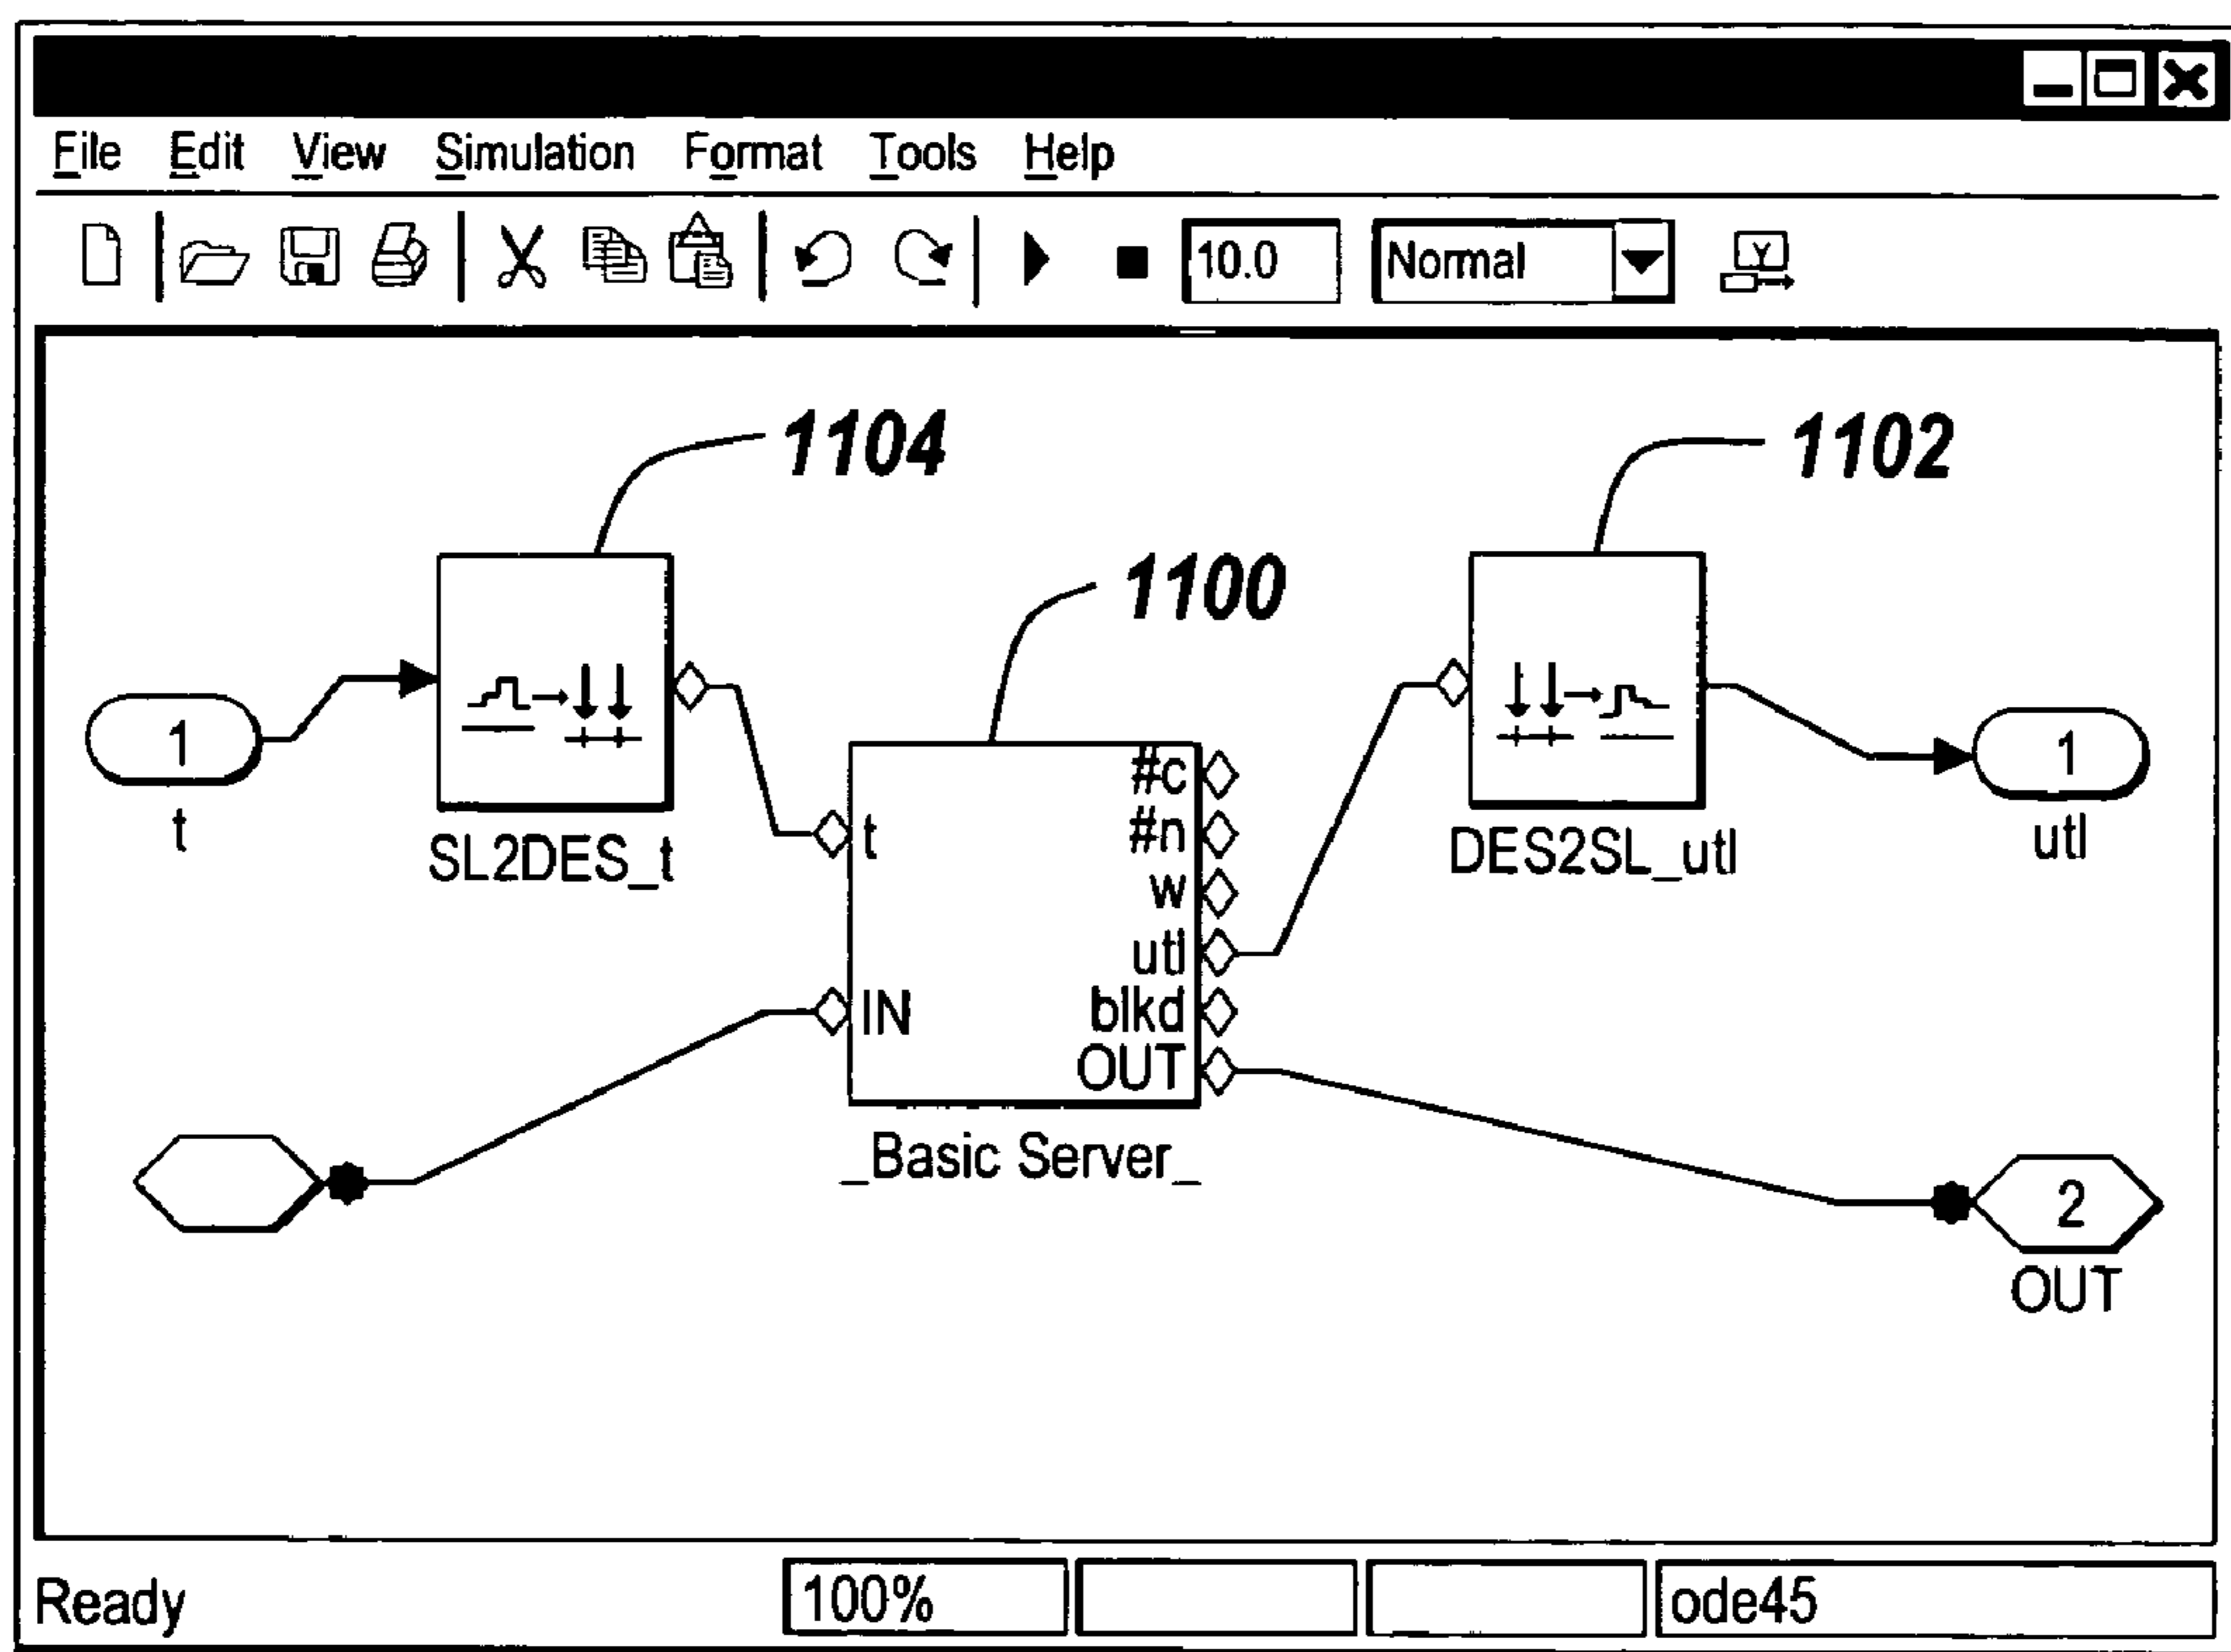 File Edit View Simulation Format Tools Help
10.0 Normal
1104
1102
1100
1
t
SL2DES_t
t
IN
#c
#n
w
utl
blkd
OUT
_Basic Server_
DES2SL_utl
1
utl
2
OUT
Ready 100% ode45